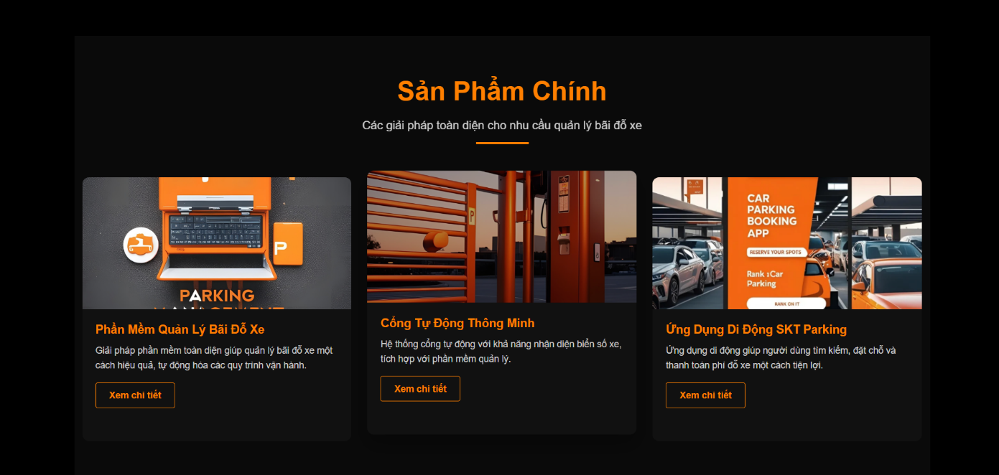 Sản Phẩm Chính
Các giải pháp toàn diện cho nhu cầu quản lý bãi đỗ xe
P
PARKING
Phần Mềm Quản Lý Bãi Đỗ Xe
Giải pháp phần mềm toàn diện giúp quản lý bãi đỗ xe một
cách hiệu quả, tự động hóa các quy trình vận hành.
Xem chi tiết
P
Cổng Tự Động Thông Minh
Hệ thống cổng tự động với khả năng nhận diện biển số xe,
tích hợp với phần mềm quản lý.
Xem chi tiết
CAR
PARKING
BOOKING
APP
RESERVE YOUR SPOTS
Rank 1Car
Parking
RANK ON IT
Ứng Dụng Di Động SKT Parking
Ứng dụng di động giúp người dùng tìm kiếm, đặt chỗ và
thanh toán phí đỗ xe một cách tiện lợi.
Xem chi tiết